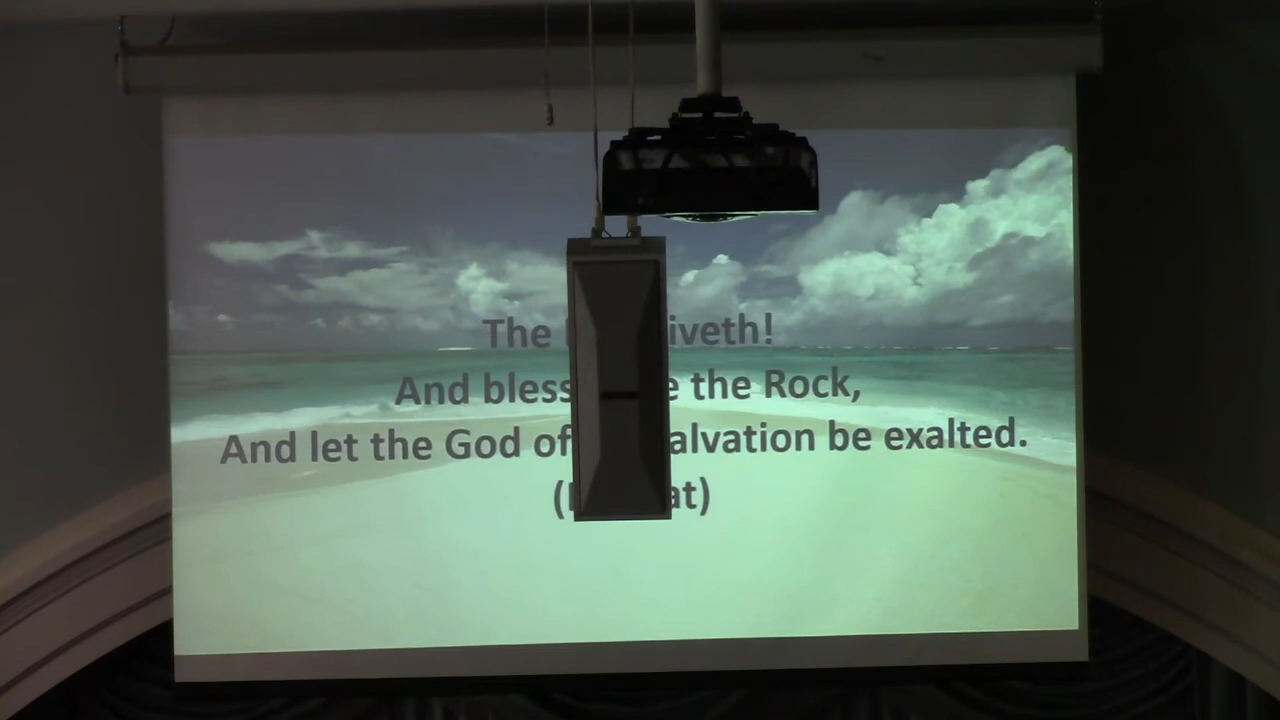 The iveth!
And bless e the Rock,
And let the God of alvation be exalted.
( at)